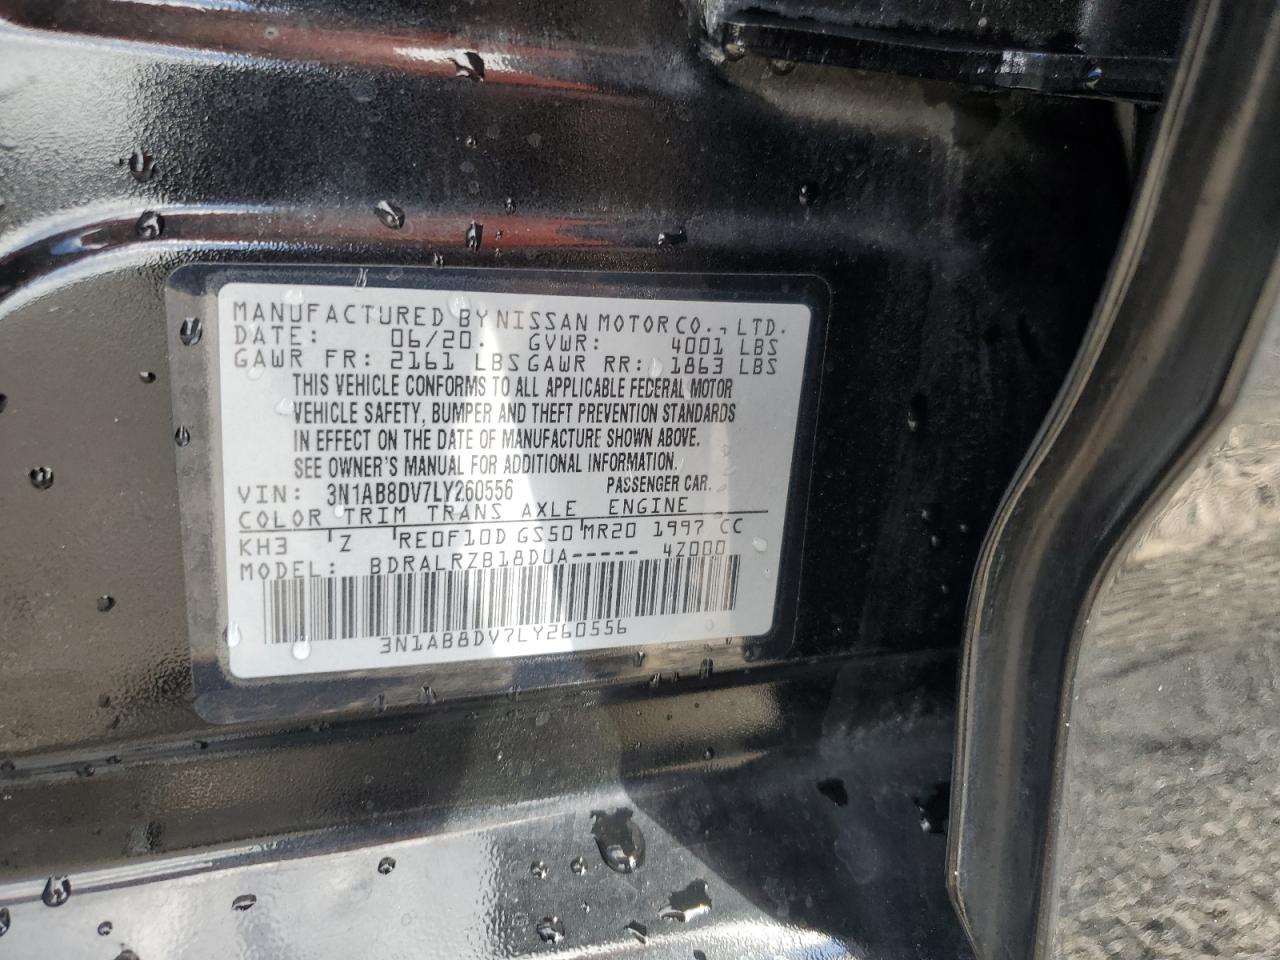 MANUFACTURED BY NISSAN MOTOR CO., LTD.
DATE: 06/20. GVWR: 4001 LBS
GAWR FR: 2161 LBS GAWR RR: 1863 LBS
THIS VEHICLE CONFORMS TO ALL APPLICABLE FEDERAL MOTOR
VEHICLE SAFETY, BUMPER AND THEFT PREVENTION STANDARDS
IN EFFECT ON THE DATE OF MANUFACTURE SHOWN ABOVE.
SEE OWNER'S MANUAL FOR ADDITIONAL INFORMATION.
VIN: 3N1AB8DV7LY260556 PASSENGER CAR.
COLOR TRIM TRANS AXLE ENGINE
KH3 Z RE0F10D GS50 MR20 1997 CC
MODEL: BDRALRZB18DUA----- 4Z000
3N1AB8DV7LY260556